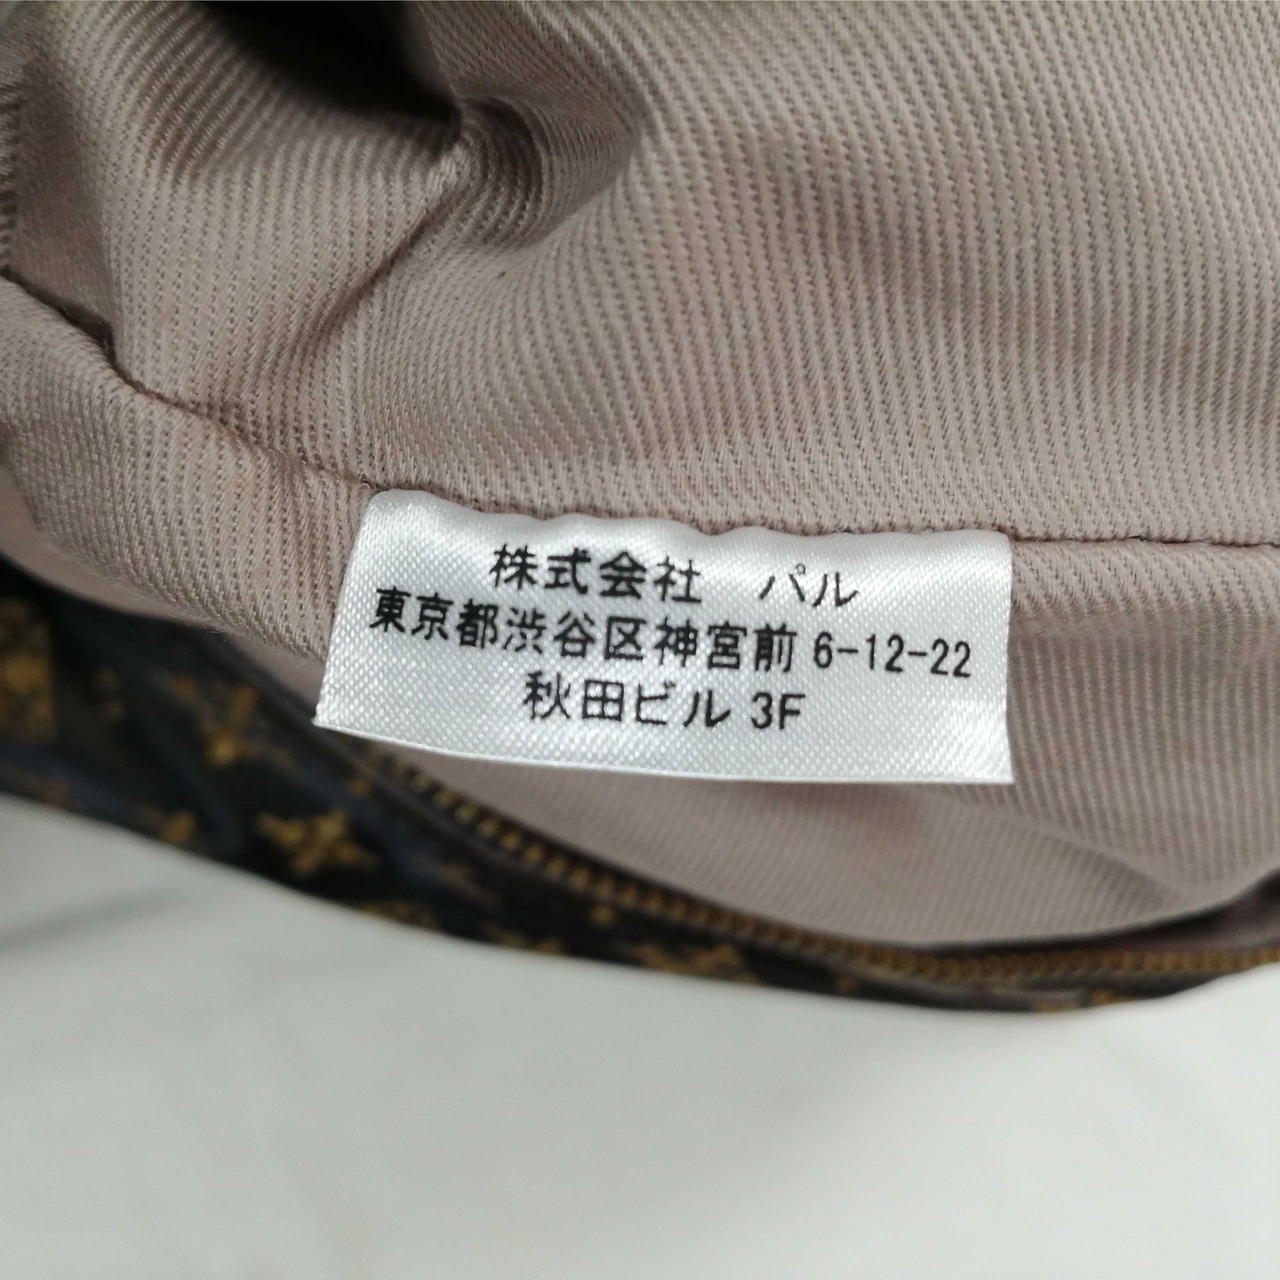 株式会社　パル
東京都渋谷区神宮前 6-12-22
秋田ビル 3F